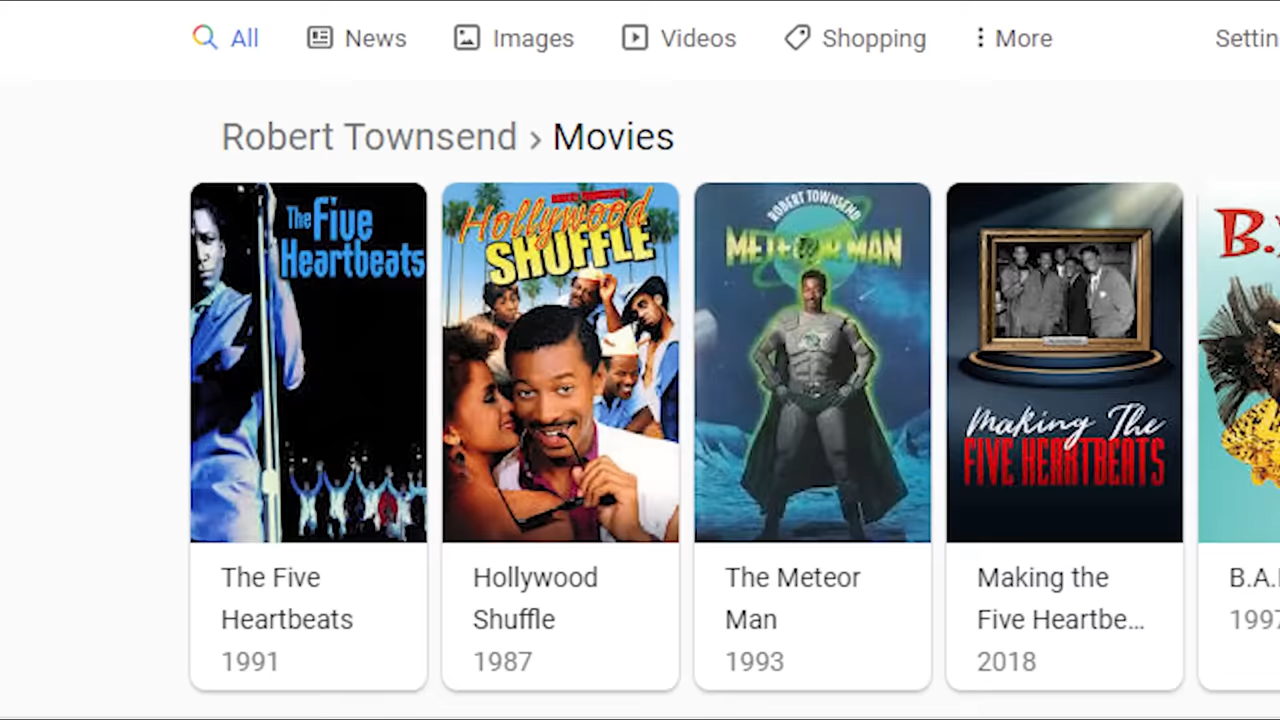 All News Images Videos Shopping More Settin
Robert Townsend › Movies
The Five
Heartbeats
Hollywood
SHUFFLE
ROBERT TOWNSEND
METEOR MAN
Making The
FIVE HEARTBEATS
B.
The Five
Heartbeats
1991
Hollywood
Shuffle
1987
The Meteor
Man
1993
Making the
Five Heartbe...
2018
B.A.
1997